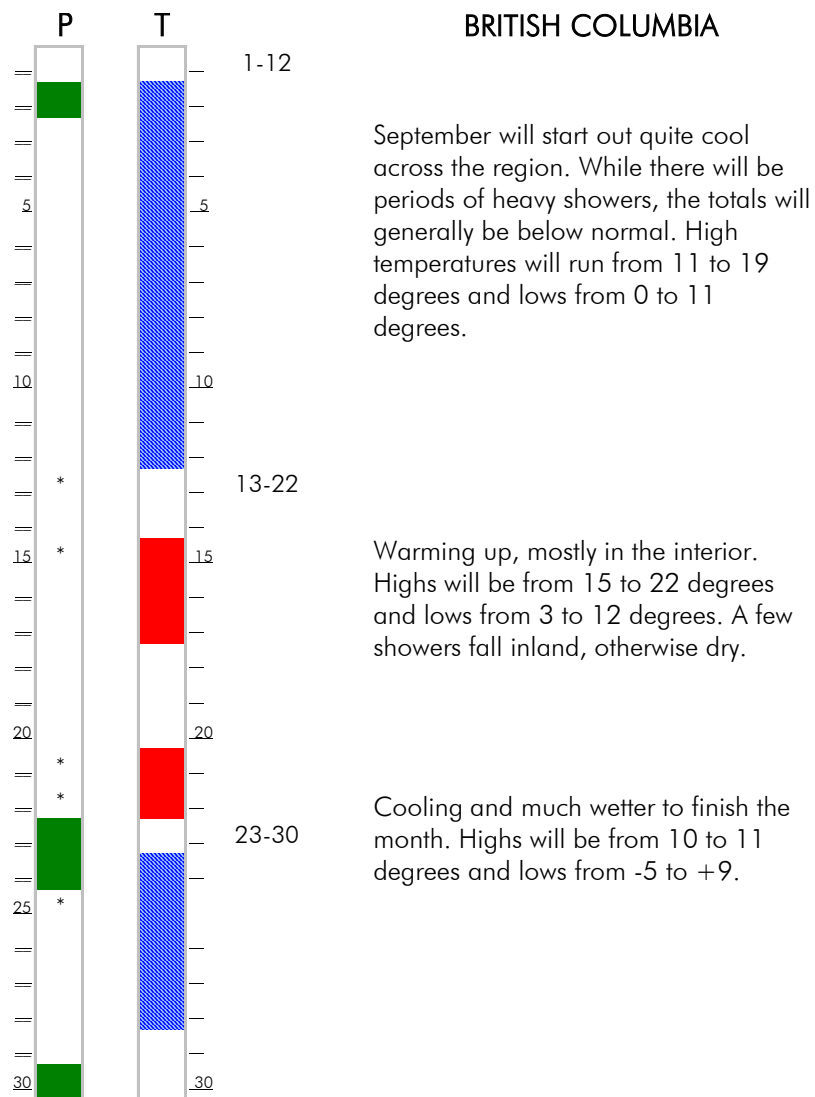 P T BRITISH COLUMBIA
1-12
September will start out quite cool
across the region. While there will be
periods of heavy showers, the totals will
5 5
generally be below normal. High
temperatures will run from 11 to 19
degrees and lows from 0 to 11
degrees.
10 10
* 13-22
*
15 15
Warming up, mostly in the interior.
Highs will be from 15 to 22 degrees
and lows from 3 to 12 degrees. A few
showers fall inland, otherwise dry.
20 20
*
*
23-30
Cooling and much wetter to finish the
month. Highs will be from 10 to 11
degrees and lows from -5 to +9.
25 *
30 30